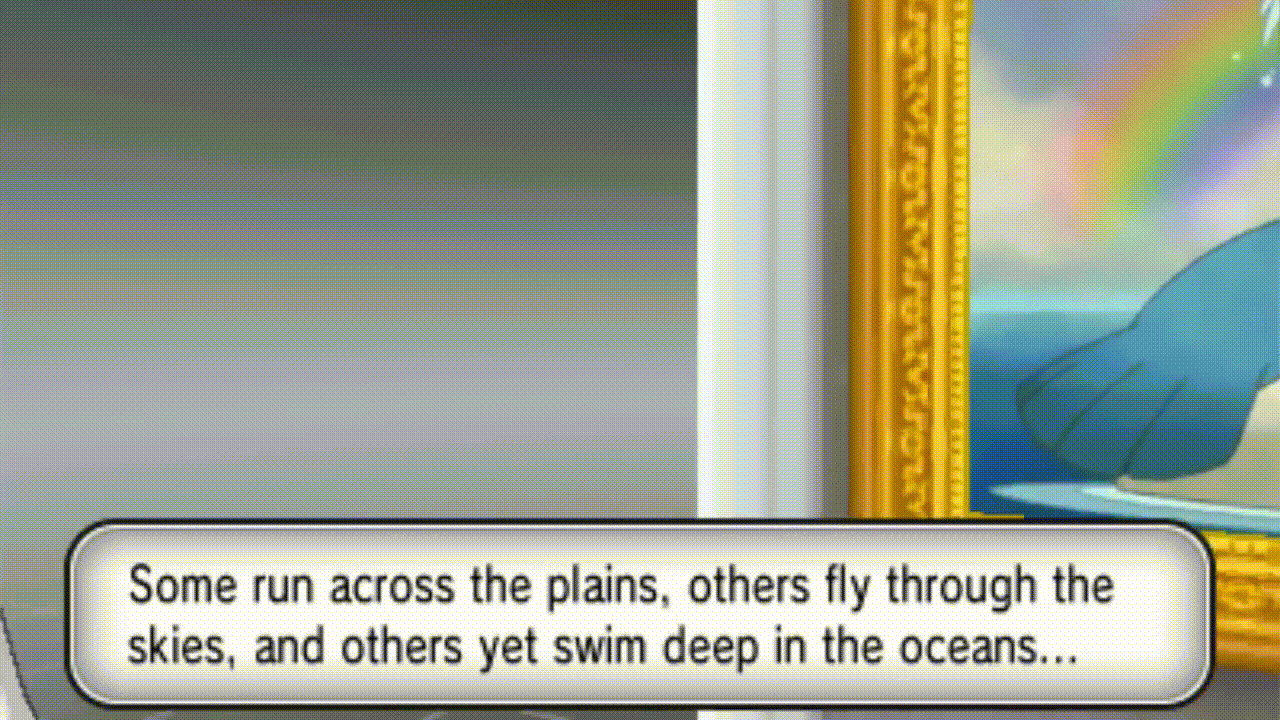 Some run across the plains, others fly through the
skies, and others yet swim deep in the oceans...